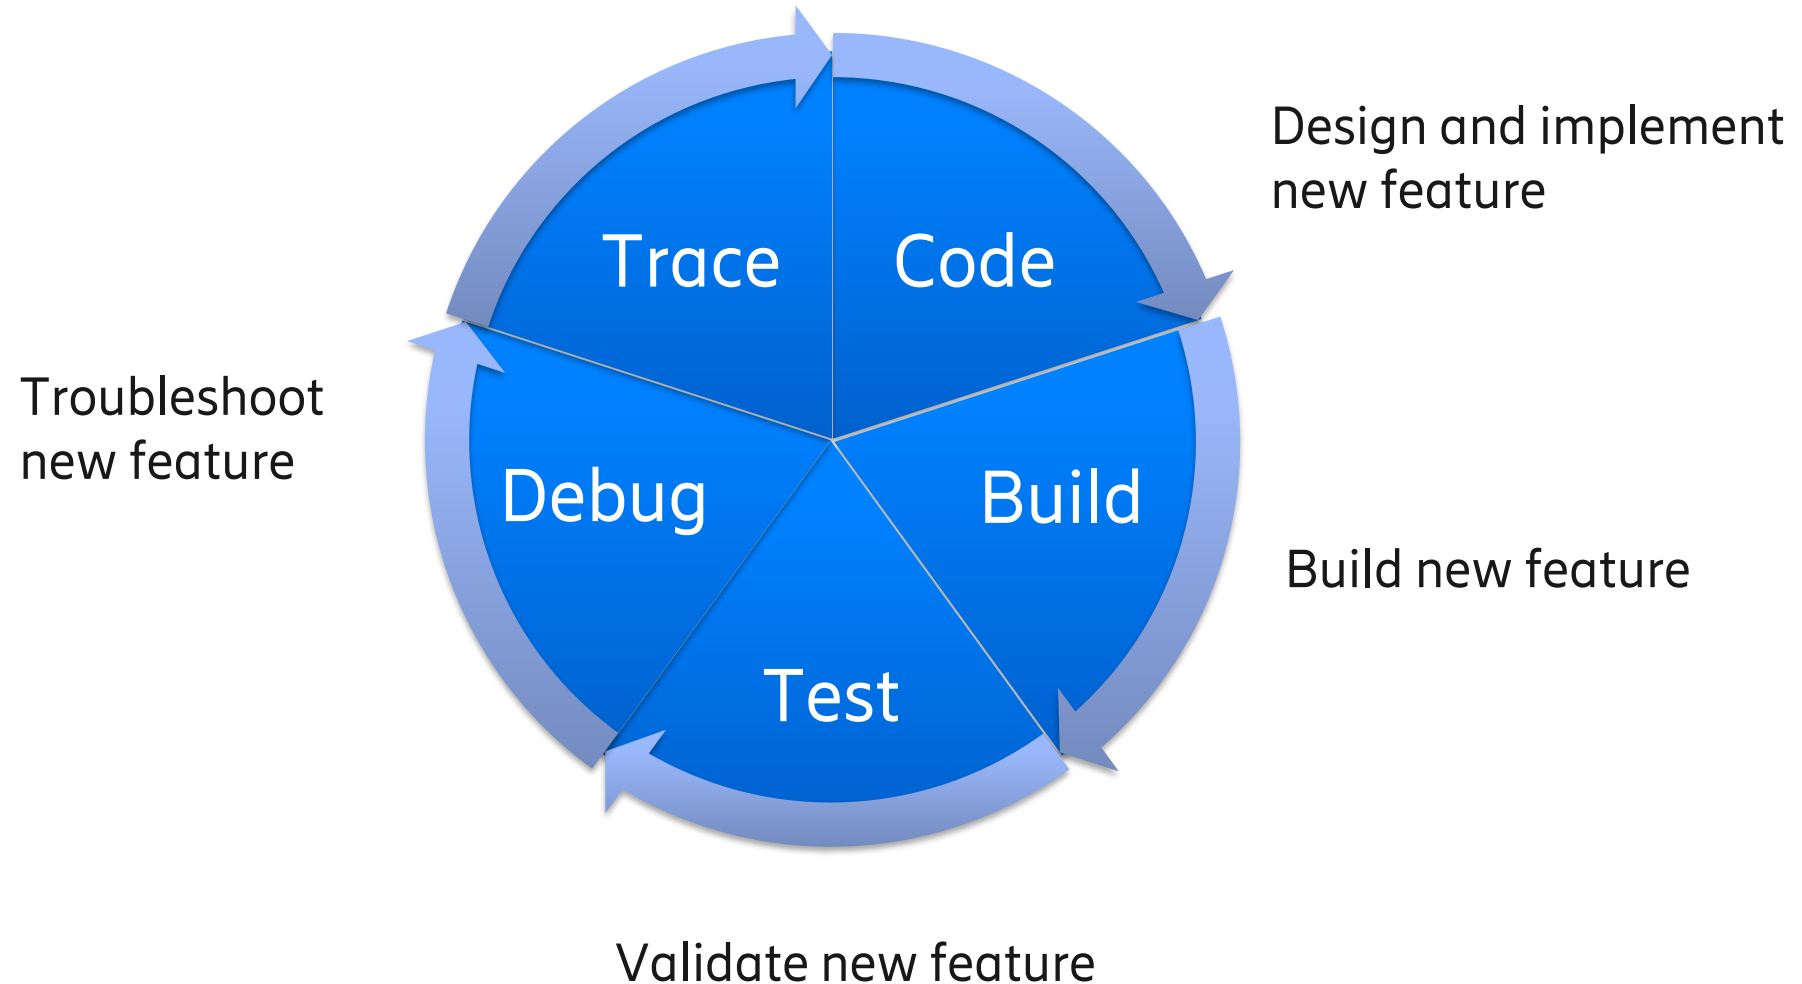 Trace
Code
Design and implement
new feature
Troubleshoot
new feature
Debug
Build
Build new feature
Test
Validate new feature